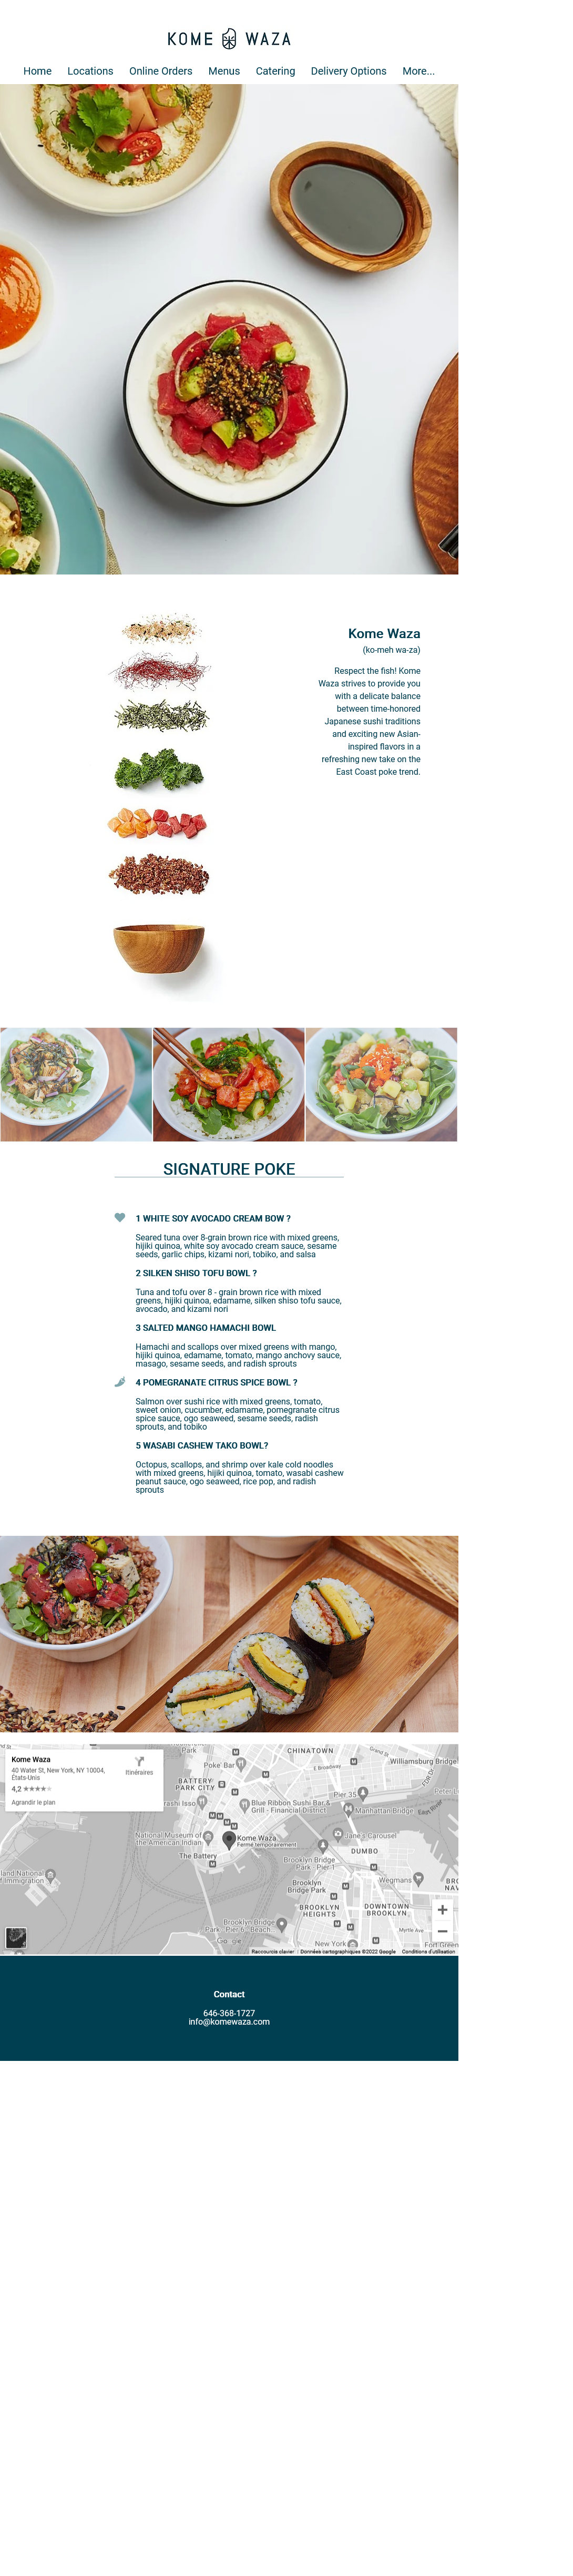 KOME WAZA
Home Locations Online Orders Menus Catering Delivery Options More...
Kome Waza
(ko-meh wa-za)
Respect the fish! Kome
Waza strives to provide you
with a delicate balance
between time-honored
Japanese sushi traditions
and exciting new Asian-
inspired flavors in a
refreshing new take on the
East Coast poke trend.
SIGNATURE POKE
1 WHITE SOY AVOCADO CREAM BOW ?
Seared tuna over 8-grain brown rice with mixed greens,
hijiki quinoa, white soy avocado cream sauce, sesame
seeds, garlic chips, kizami nori, tobiko, and salsa
2 SILKEN SHISO TOFU BOWL ?
Tuna and tofu over 8 - grain brown rice with mixed
greens, hijiki quinoa, edamame, silken shiso tofu sauce,
avocado, and kizami nori
3 SALTED MANGO HAMACHI BOWL
Hamachi and scallops over mixed greens with mango,
hijiki quinoa, edamame, tomato, mango anchovy sauce,
masago, sesame seeds, and radish sprouts
4 POMEGRANATE CITRUS SPICE BOWL ?
Salmon over sushi rice with mixed greens, tomato,
sweet onion, cucumber, edamame, pomegranate citrus
spice sauce, ogo seaweed, sesame seeds, radish
sprouts, and tobiko
5 WASABI CASHEW TAKO BOWL?
Octopus, scallops, and shrimp over kale cold noodles
with mixed greens, hijiki quinoa, tomato, wasabi cashew
peanut sauce, ogo seaweed, rice pop, and radish
sprouts
Kome Waza
40 Water St, New York, NY 10004,
États-Unis
Itinéraires
4,2
Agrandir le plan
Park
CHINATOWN
Grand St
Williamsburg Bridge
Poke' Bar
E Broadway
FDR Dr
BATTERY
PARK CITY
Pier 35
East River
Blue Ribbon Sushi Bar &
Grill - Financial District
Manhattan Bridge
National Museum of
the American Indian
Kome Waza
Fermé temporairement
Jane's Carousel
The Battery
Brooklyn Bridge
Park - Pier 1
DUMBO
Brooklyn
Bridge Park
Wegmans
BROOKLYN
HEIGHTS
DOWNTOWN
BROOKLYN
Brooklyn Bridge
Park - Pier 6 - Beach
Myrtle Ave
Google
New York
Fort Greene
Raccourcis clavier Données cartographiques ©2022 Google Conditions d'utilisation
Contact
646-368-1727
info@komewaza.com